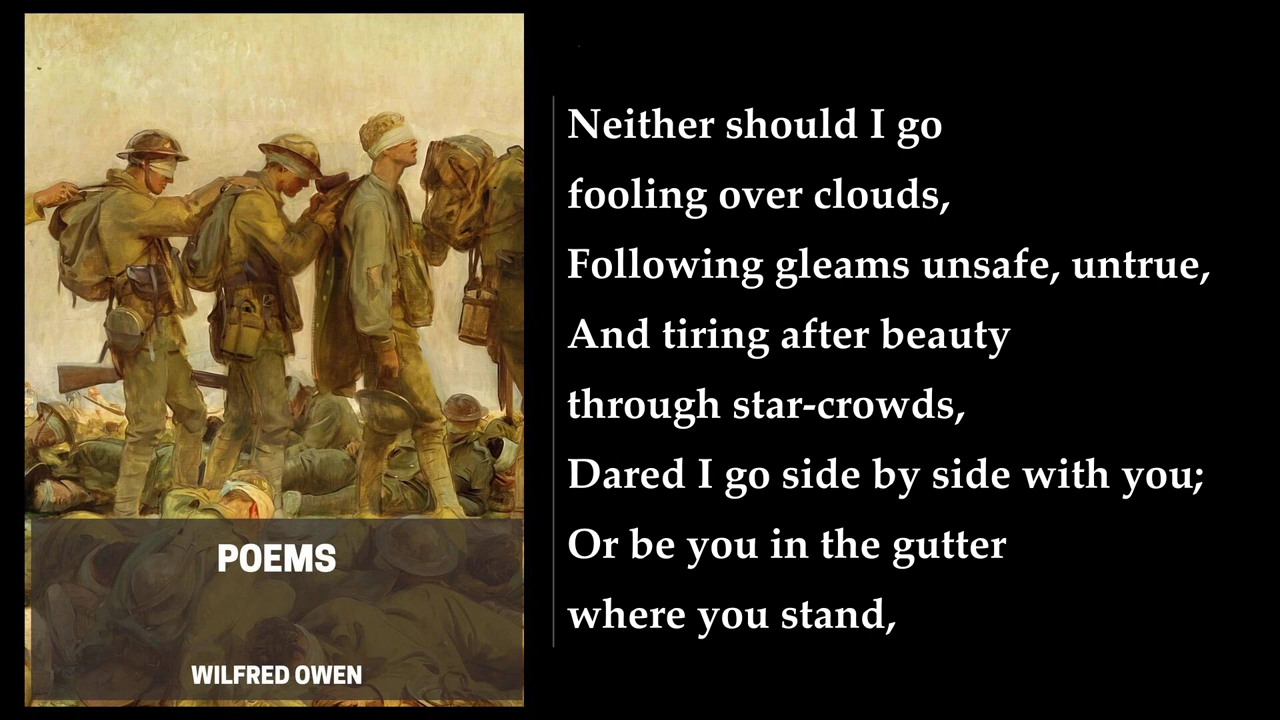 POEMS
WILFRED OWEN
Neither should I go
fooling over clouds,
Following gleams unsafe, untrue,
And tiring after beauty
through star-crowds,
Dared I go side by side with you;
Or be you in the gutter
where you stand,